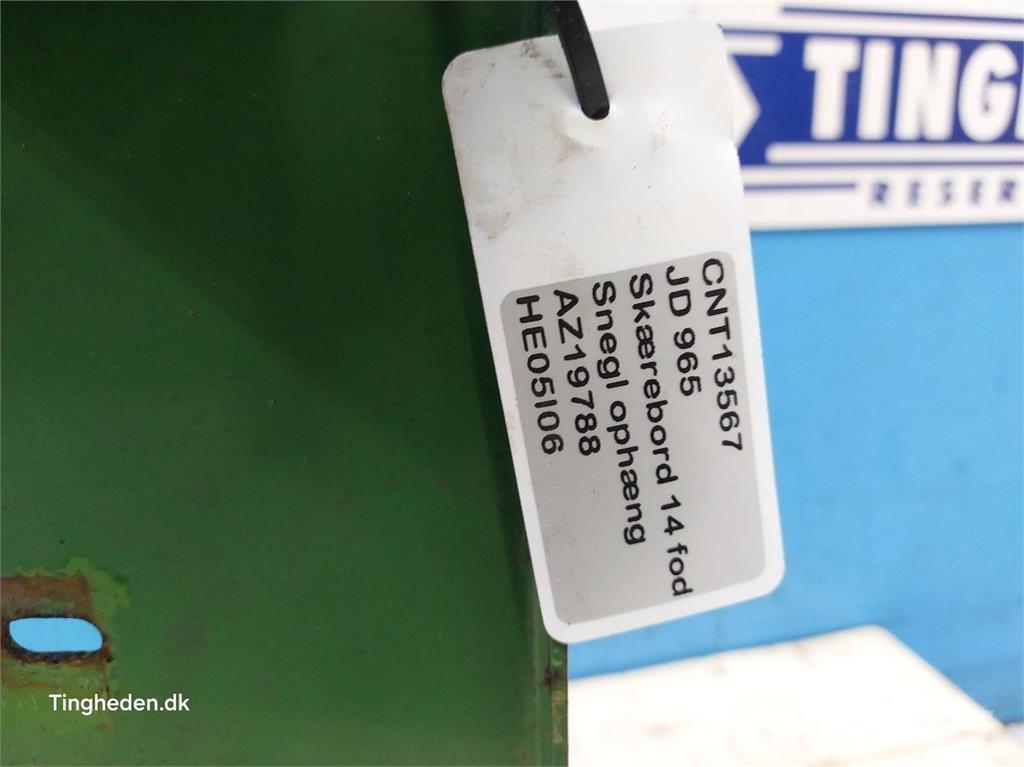 TING
RESER
CNT13567
JD 965
Skærebord 14 fod
Snegl ophæng
AZ19788
HE05I06
Tingheden.dk